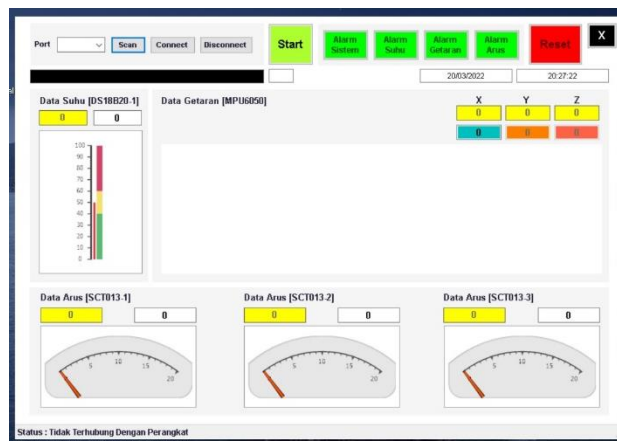 Port Scan Connect Disconnect Start Alarm Sistem Alarm Suhu Alarm Getaran Alarm Arus Reset X
20/03/2022 20:27:22
Data Suhu [DS18B20-1] Data Getaran [MPU6050] X Y Z
0 0 0 0 0
0 0 0
100
90
80
70
60
50
40
30
20
10
0
Data Arus [SCT013-1] Data Arus [SCT013-2] Data Arus [SCT013-3]
0 0 0 0 0 0
5 10 15 20 5 10 15 20 5 10 15 20
Status : Tidak Terhubung Dengan Perangkat